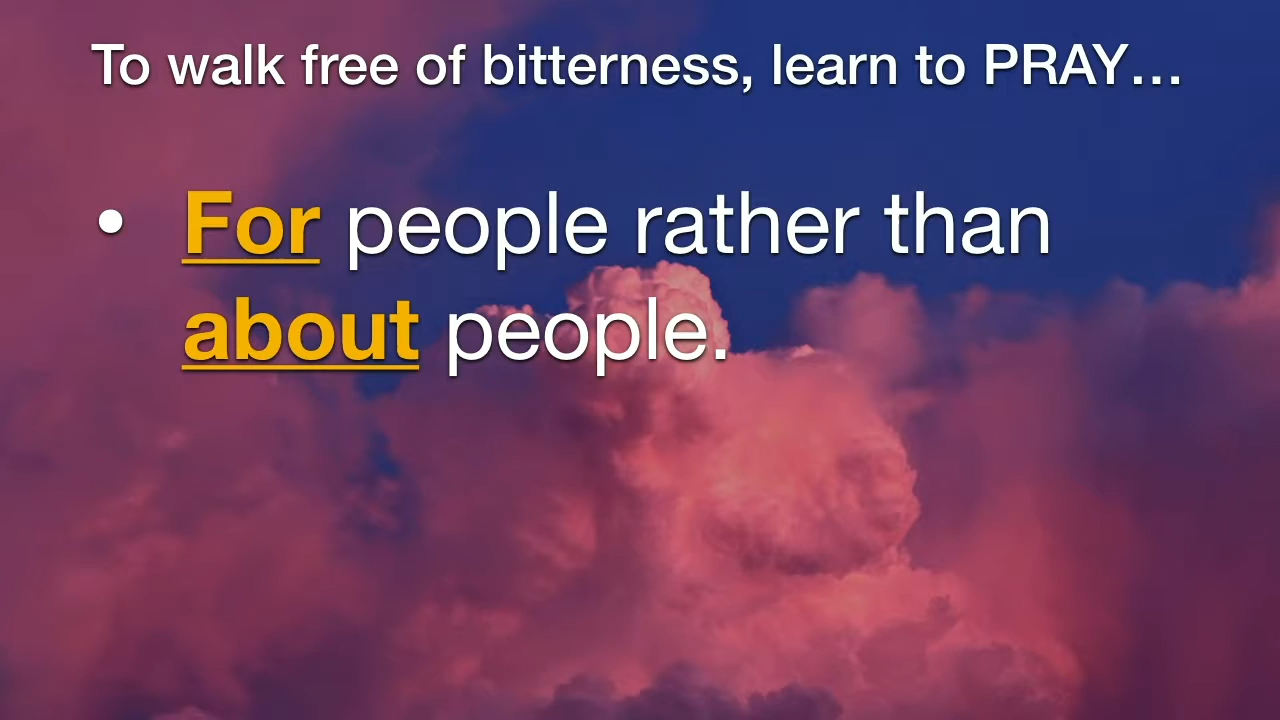 To walk free of bitterness, learn to PRAY…
• For people rather than
about people.